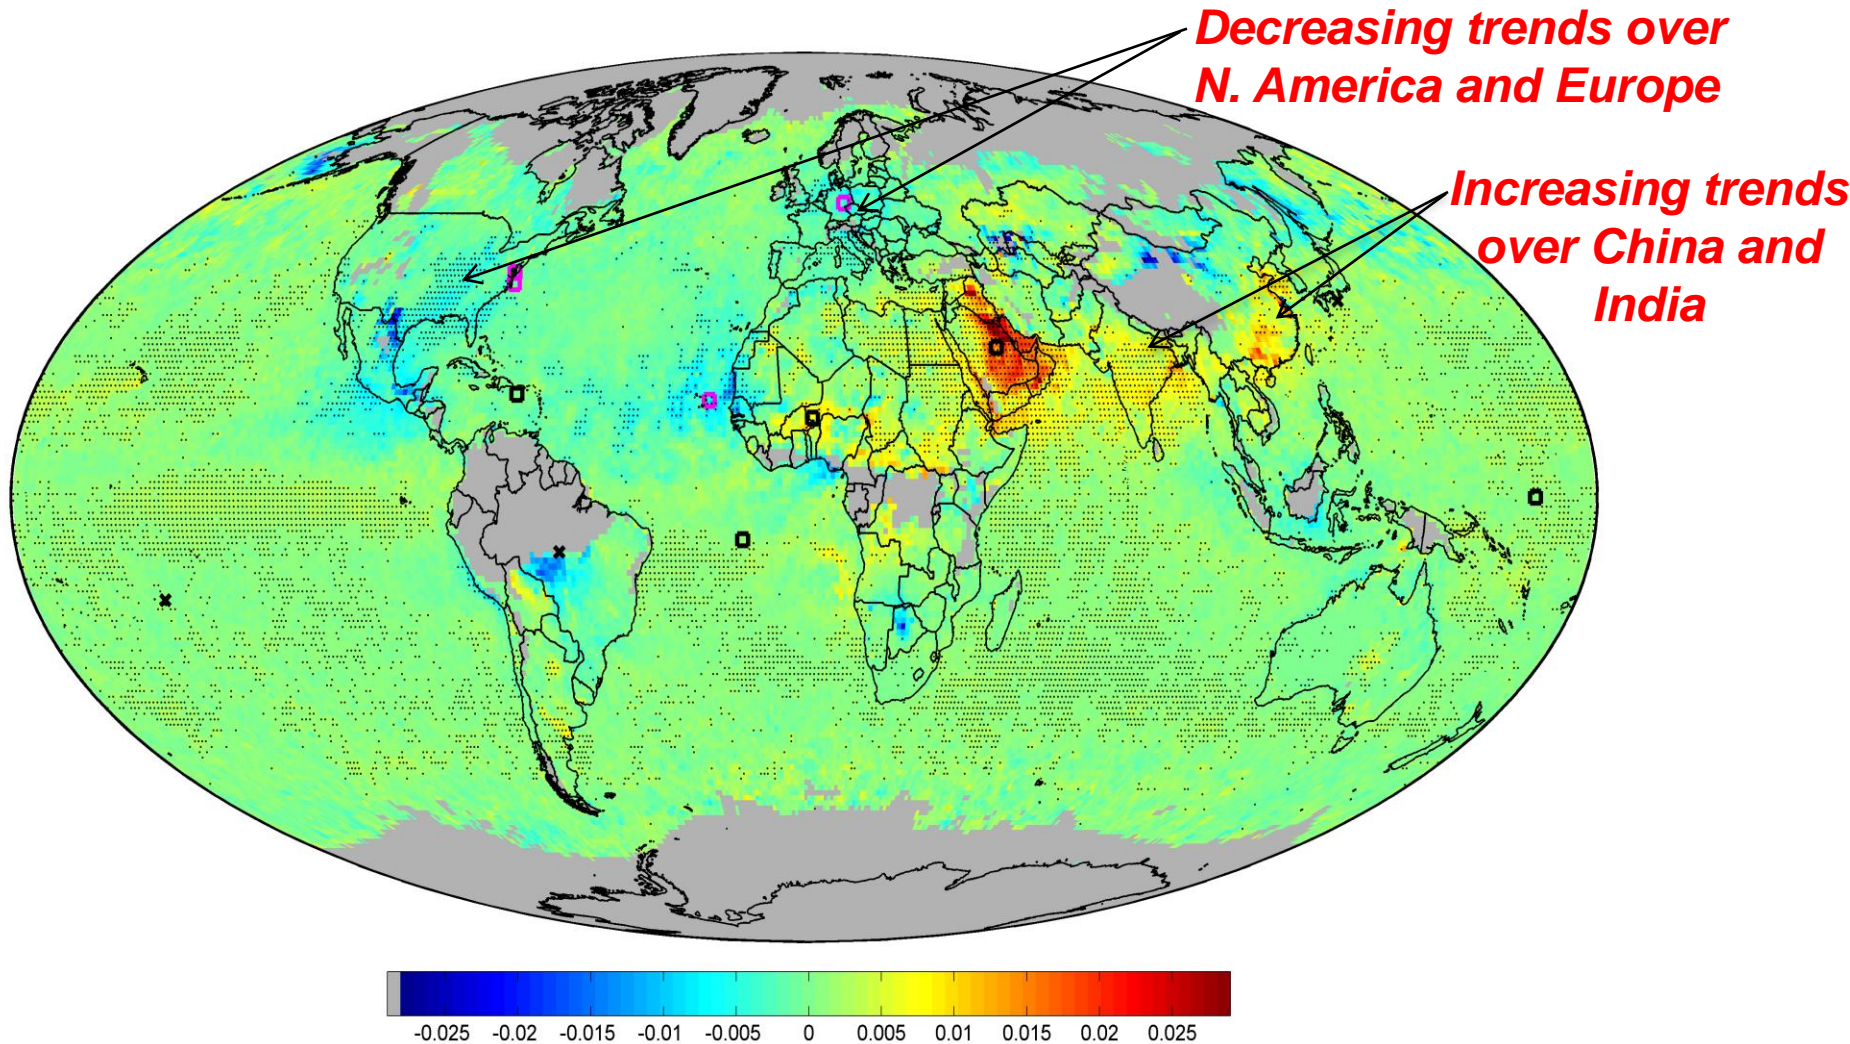 Decreasing trends over
N. America and Europe
Increasing trends
over China and
India
-0.025 -0.02 -0.015 -0.01 -0.005 0 0.005 0.01 0.015 0.02 0.025